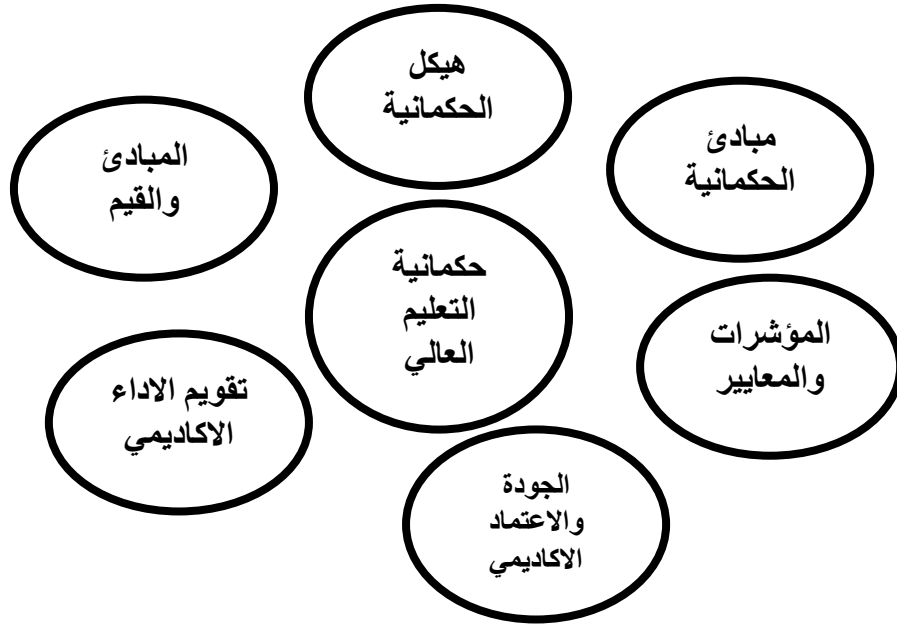 هيكل
الحكمانية
مبادئ
الحكمانية
المبادئ
والقيم
حكمانية
التعليم
العالي
المؤشرات
والمعايير
تقويم الاداء
الاكاديمي
الجودة
والاعتماد
الاكاديمي